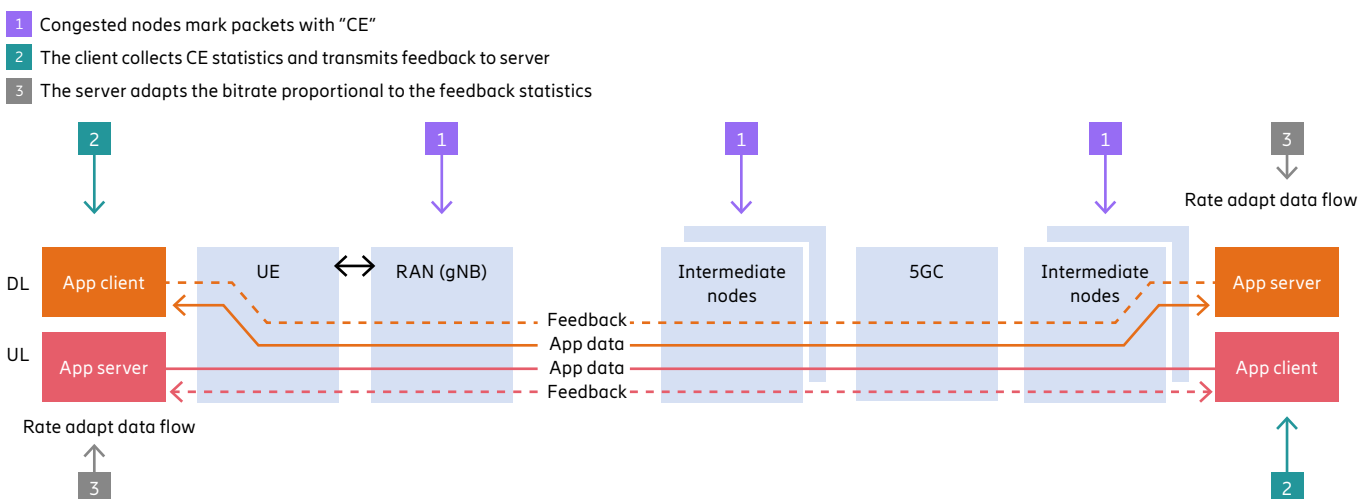 1 Congested nodes mark packets with “CE”
2 The client collects CE statistics and transmits feedback to server
3 The server adapts the bitrate proportional to the feedback statistics
2 1 1 1 3
Rate adapt data flow
DL App client UE RAN (gNB) Intermediate nodes 5GC Intermediate nodes App server
Feedback
App data
UL App server App data App client
Feedback
Rate adapt data flow
3 2